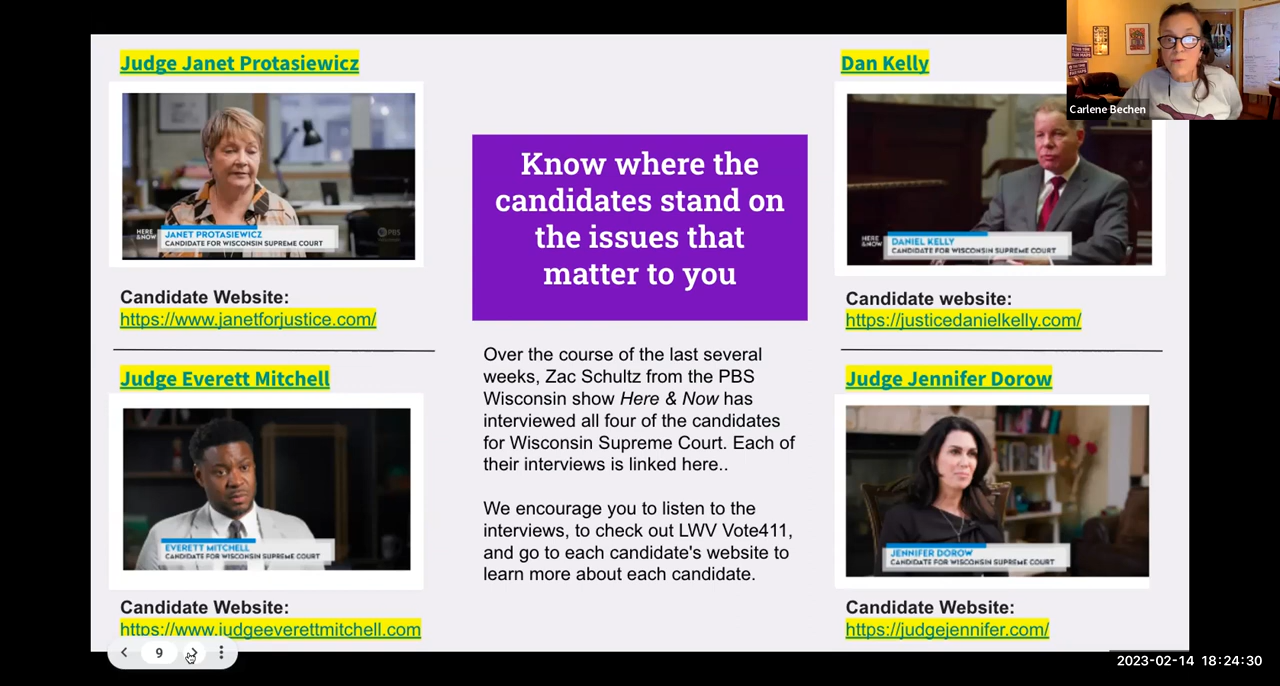 Judge Janet Protasiewicz
HERE
&NOW
JANET PROTASIEWICZ
CANDIDATE FOR WISCONSIN SUPREME COURT
PBS
Candidate Website:
https://www.janetforjustice.com/
Judge Everett Mitchell
EVERETT MITCHELL
CANDIDATE FOR WISCONSIN SUPREME COURT
Candidate Website:
https://www.judgeeverettmitchell.com
9
Know where the
candidates stand on
the issues that
matter to you
Over the course of the last several
weeks, Zac Schultz from the PBS
Wisconsin show Here & Now has
interviewed all four of the candidates
for Wisconsin Supreme Court. Each of
their interviews is linked here..
We encourage you to listen to the
interviews, to check out LWV Vote411,
and go to each candidate's website to
learn more about each candidate.
Dan Kelly
HERE
&NOW
DANIEL KELLY
CANDIDATE FOR WISCONSIN SUPREME COURT
Candidate website:
https://justicedanielkelly.com/
Judge Jennifer Dorow
JENNIFER DOROW
CANDIDATE FOR WISCONSIN SUPREME COURT
Candidate Website:
https://judgejennifer.com/
Carlene Bechen
2023-02-14 18:24:30